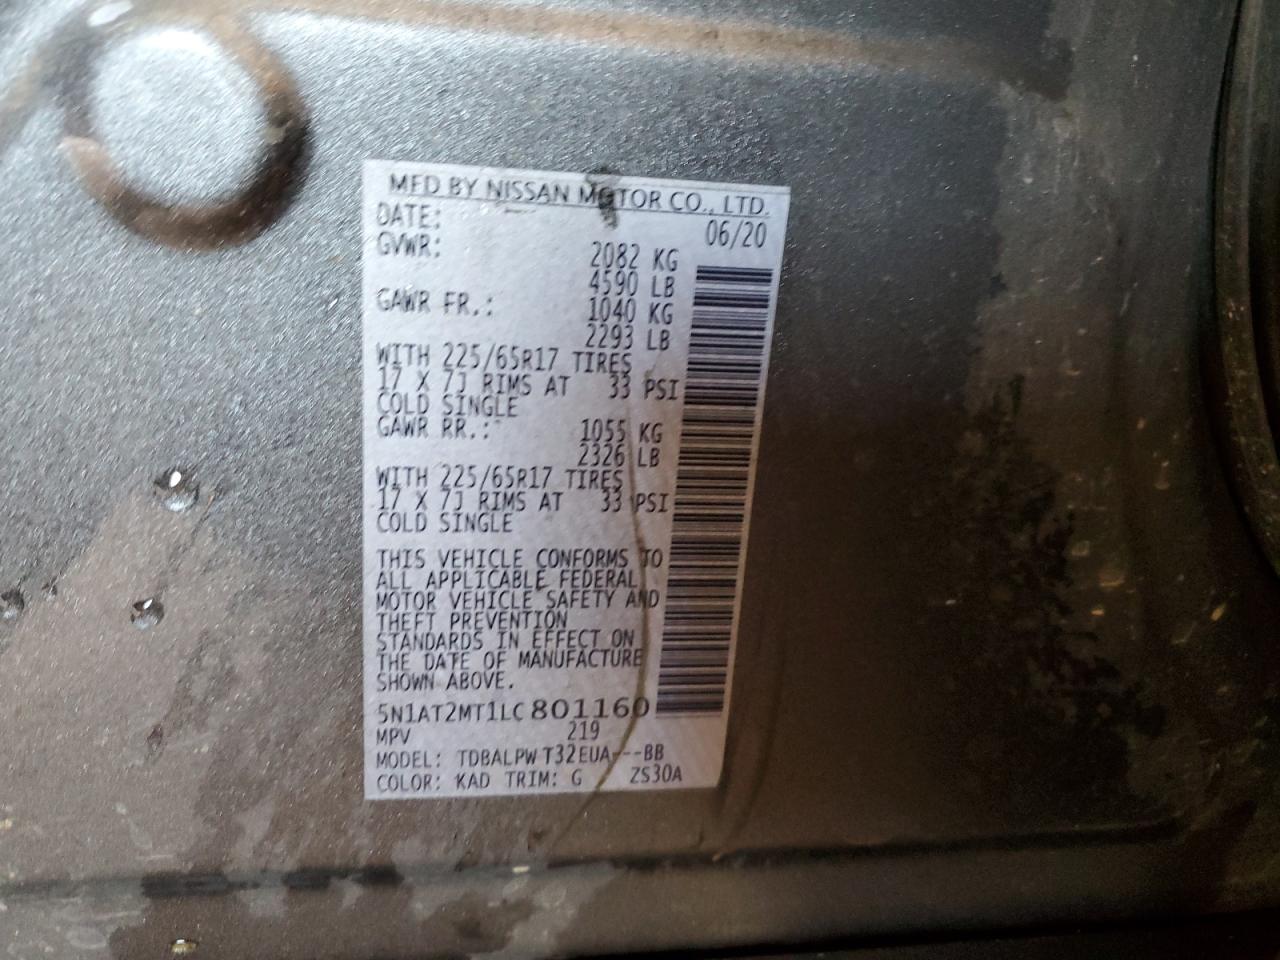 MFD BY NISSAN MOTOR CO., LTD.
DATE: 06/20
GVWR: 2082 KG
4590 LB
GAWR FR.: 1040 KG
2293 LB
WITH 225/65R17 TIRES
17 X 7J RIMS AT 33 PSI
COLD SINGLE
GAWR RR.: 1055 KG
2326 LB
WITH 225/65R17 TIRES
17 X 7J RIMS AT 33 PSI
COLD SINGLE
THIS VEHICLE CONFORMS TO
ALL APPLICABLE FEDERAL
MOTOR VEHICLE SAFETY AND
THEFT PREVENTION
STANDARDS IN EFFECT ON
THE DATE OF MANUFACTURE
SHOWN ABOVE.
5N1AT2MT1LC801160
MPV 219
MODEL: TDBALPWT32EUA---BB
COLOR: KAD TRIM: G ZS30A